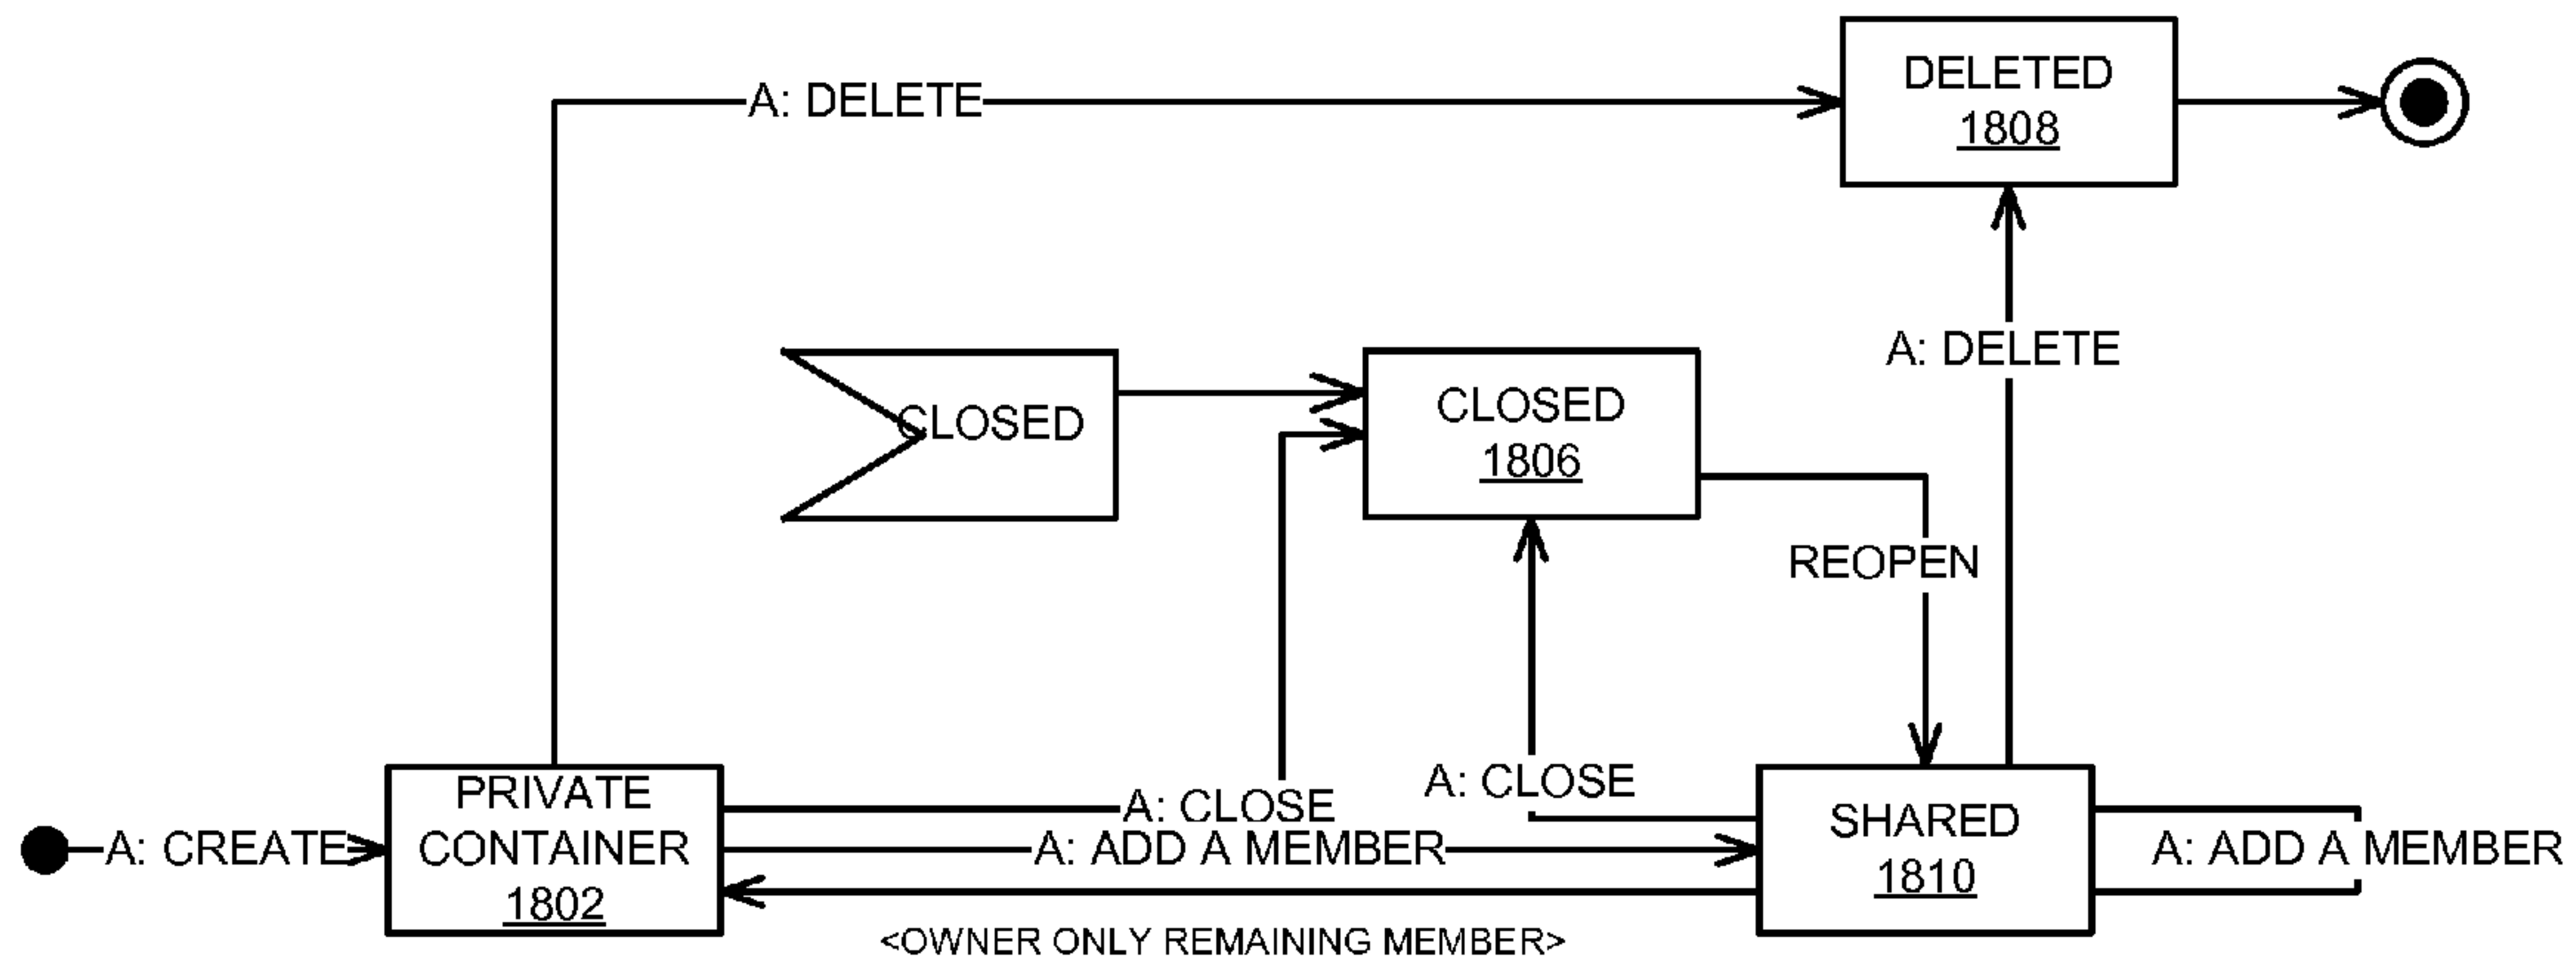 DELETED
1808
A: DELETE
A: DELETE
CLOSED
CLOSED
1806
REOPEN
A: CLOSE
PRIVATE
CONTAINER
1802
A: CREATE
A: CLOSE
A: ADD A MEMBER
SHARED
1810
A: ADD A MEMBER
<OWNER ONLY REMAINING MEMBER>